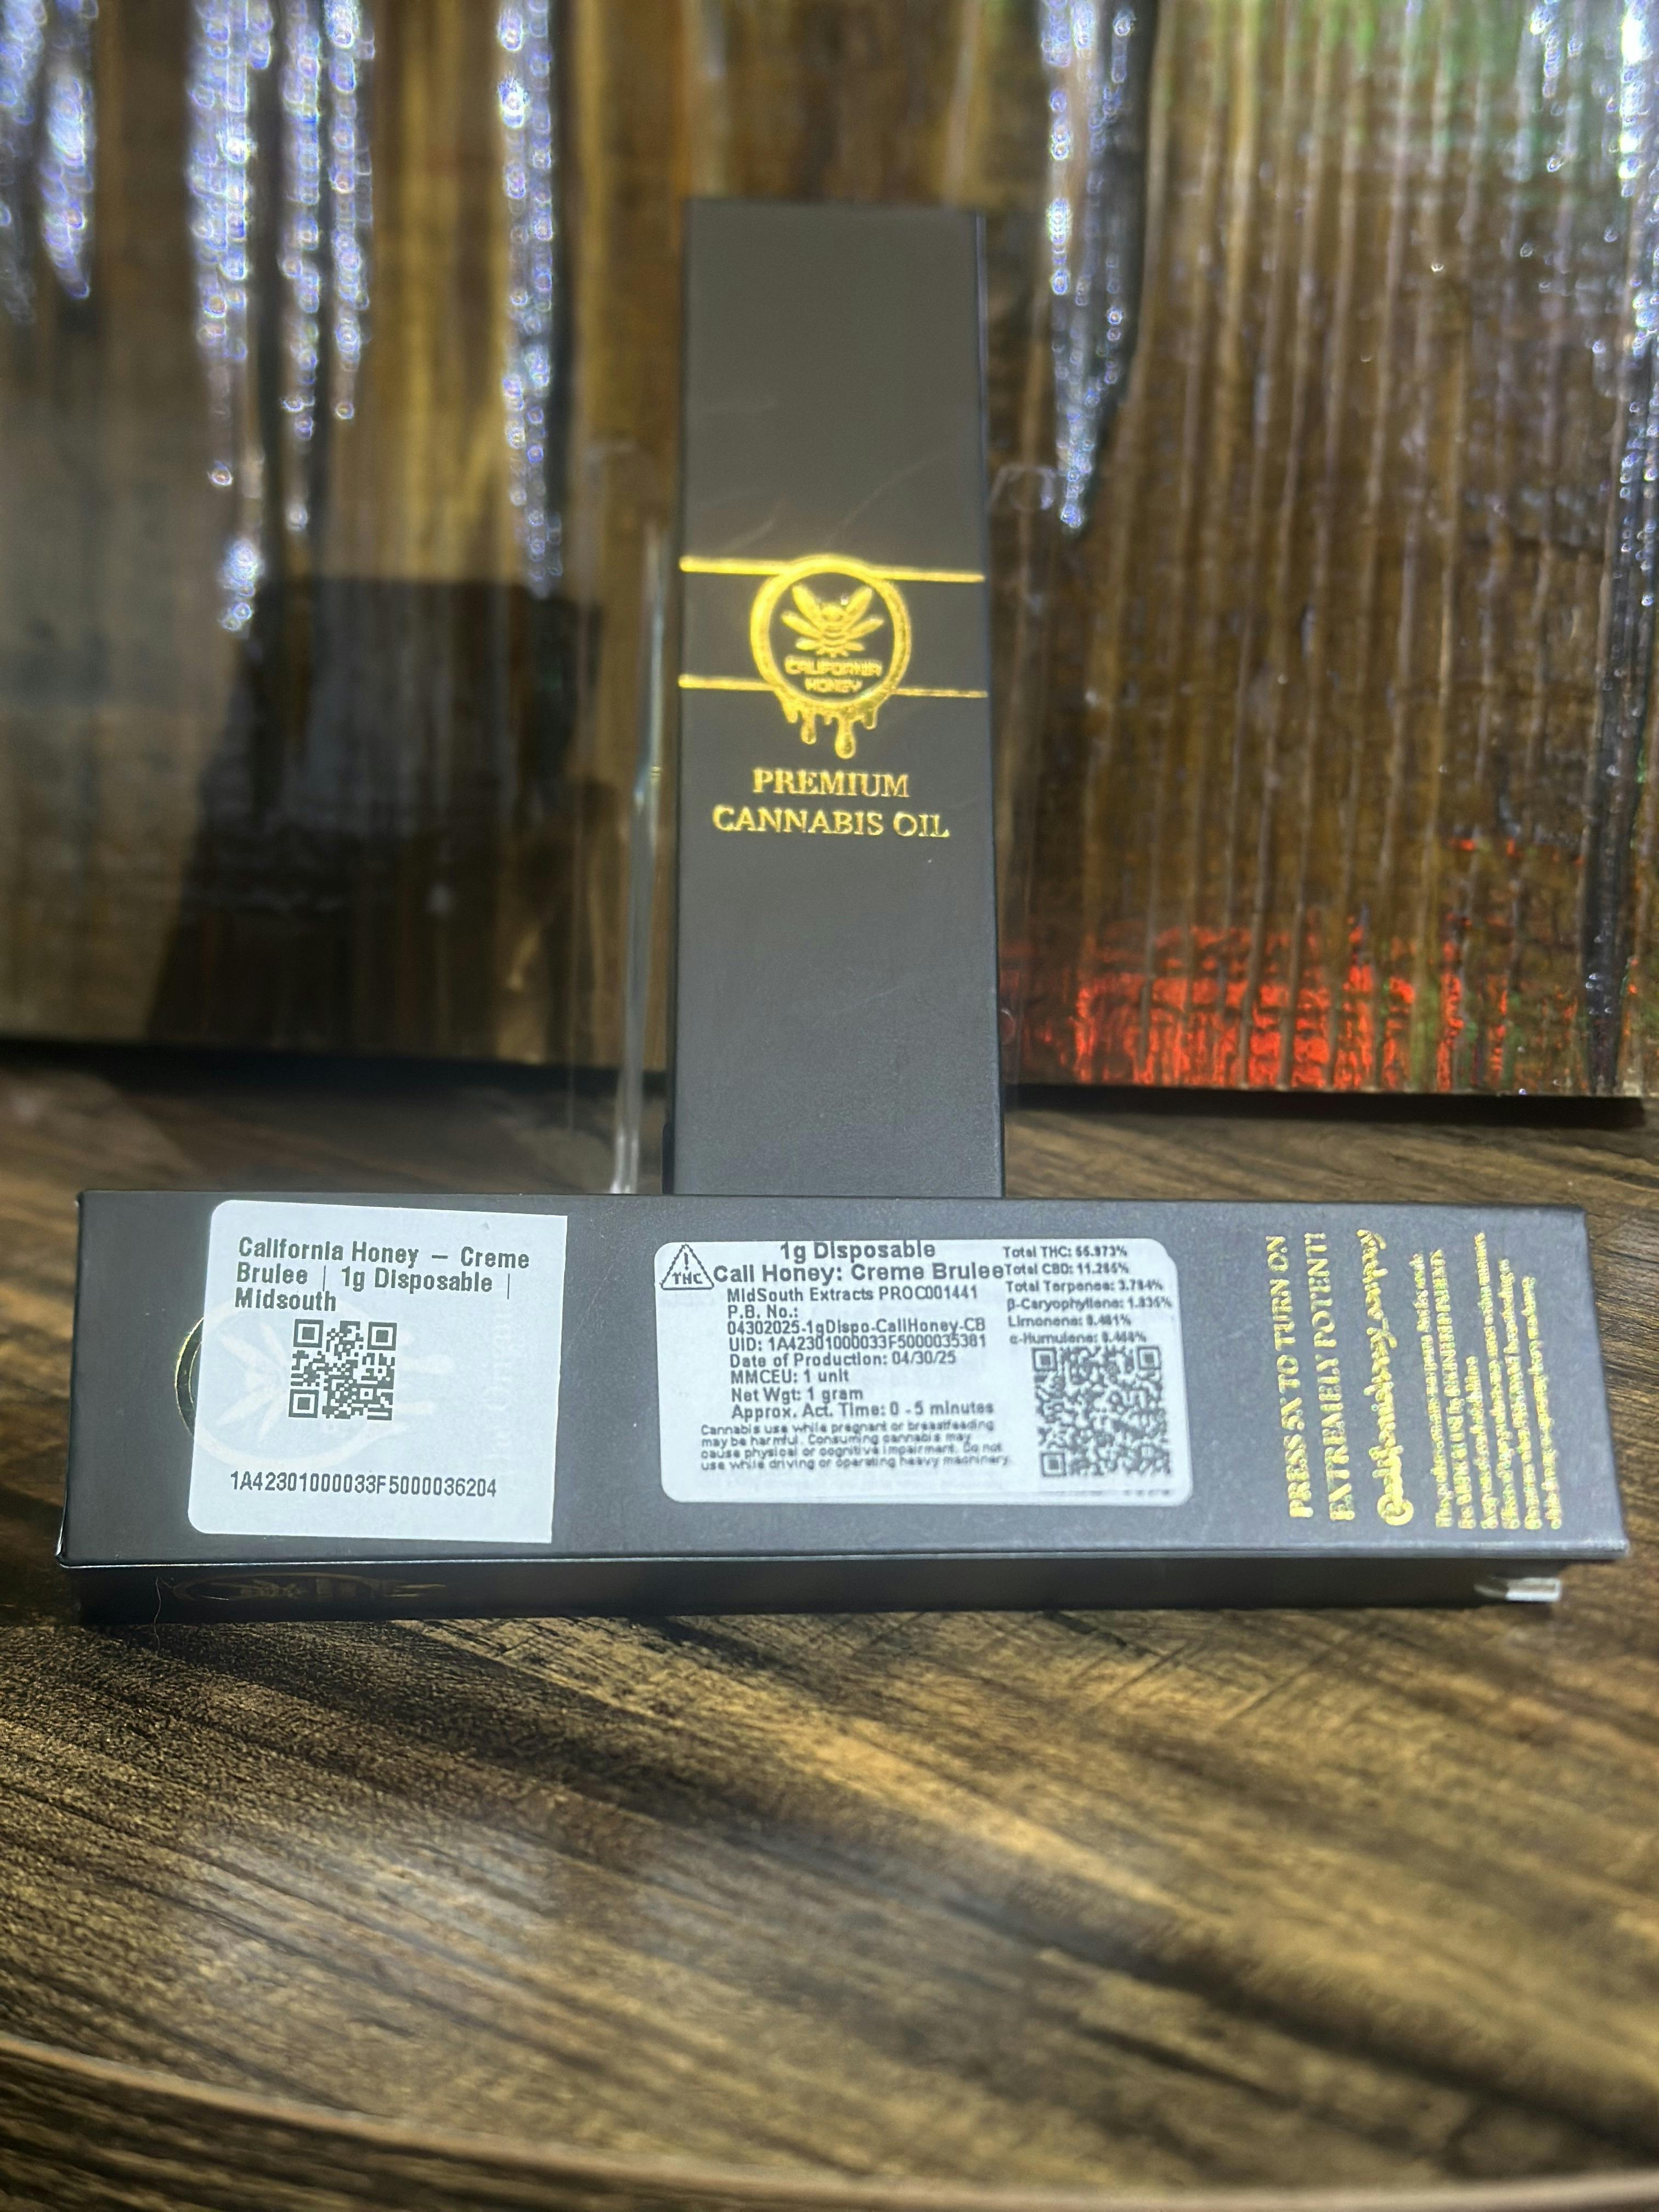 CALIFORNIA
HONEY
PREMIUM
CANNABIS OIL
California Honey – Creme
Brulee | 1g Disposable |
Midsouth
1A42301000033F5000036204
THC
1g Disposable
Cali Honey: Creme Brulee
MidSouth Extracts PROC001441
P.B. No.:
04302025-1gDispo-CaliHoney-CB
UID: 1A42301000033F5000035381
Date of Production: 04/30/25
MMCEU: 1 unit
Net Wgt: 1 gram
Approx. Act. Time: 0 - 5 minutes
Cannabis use while pregnant or breastfeeding
may be harmful. Consuming cannabis may
cause physical or cognitive impairment. Do not
use while driving or operating heavy machinery.
Total THC:
Total CBD:
Total Terpenes:
β-Caryophyllene:
Limonene:
α-Humulene:
PRESS 5X TO TURN ON
EXTREMELY POTENT!